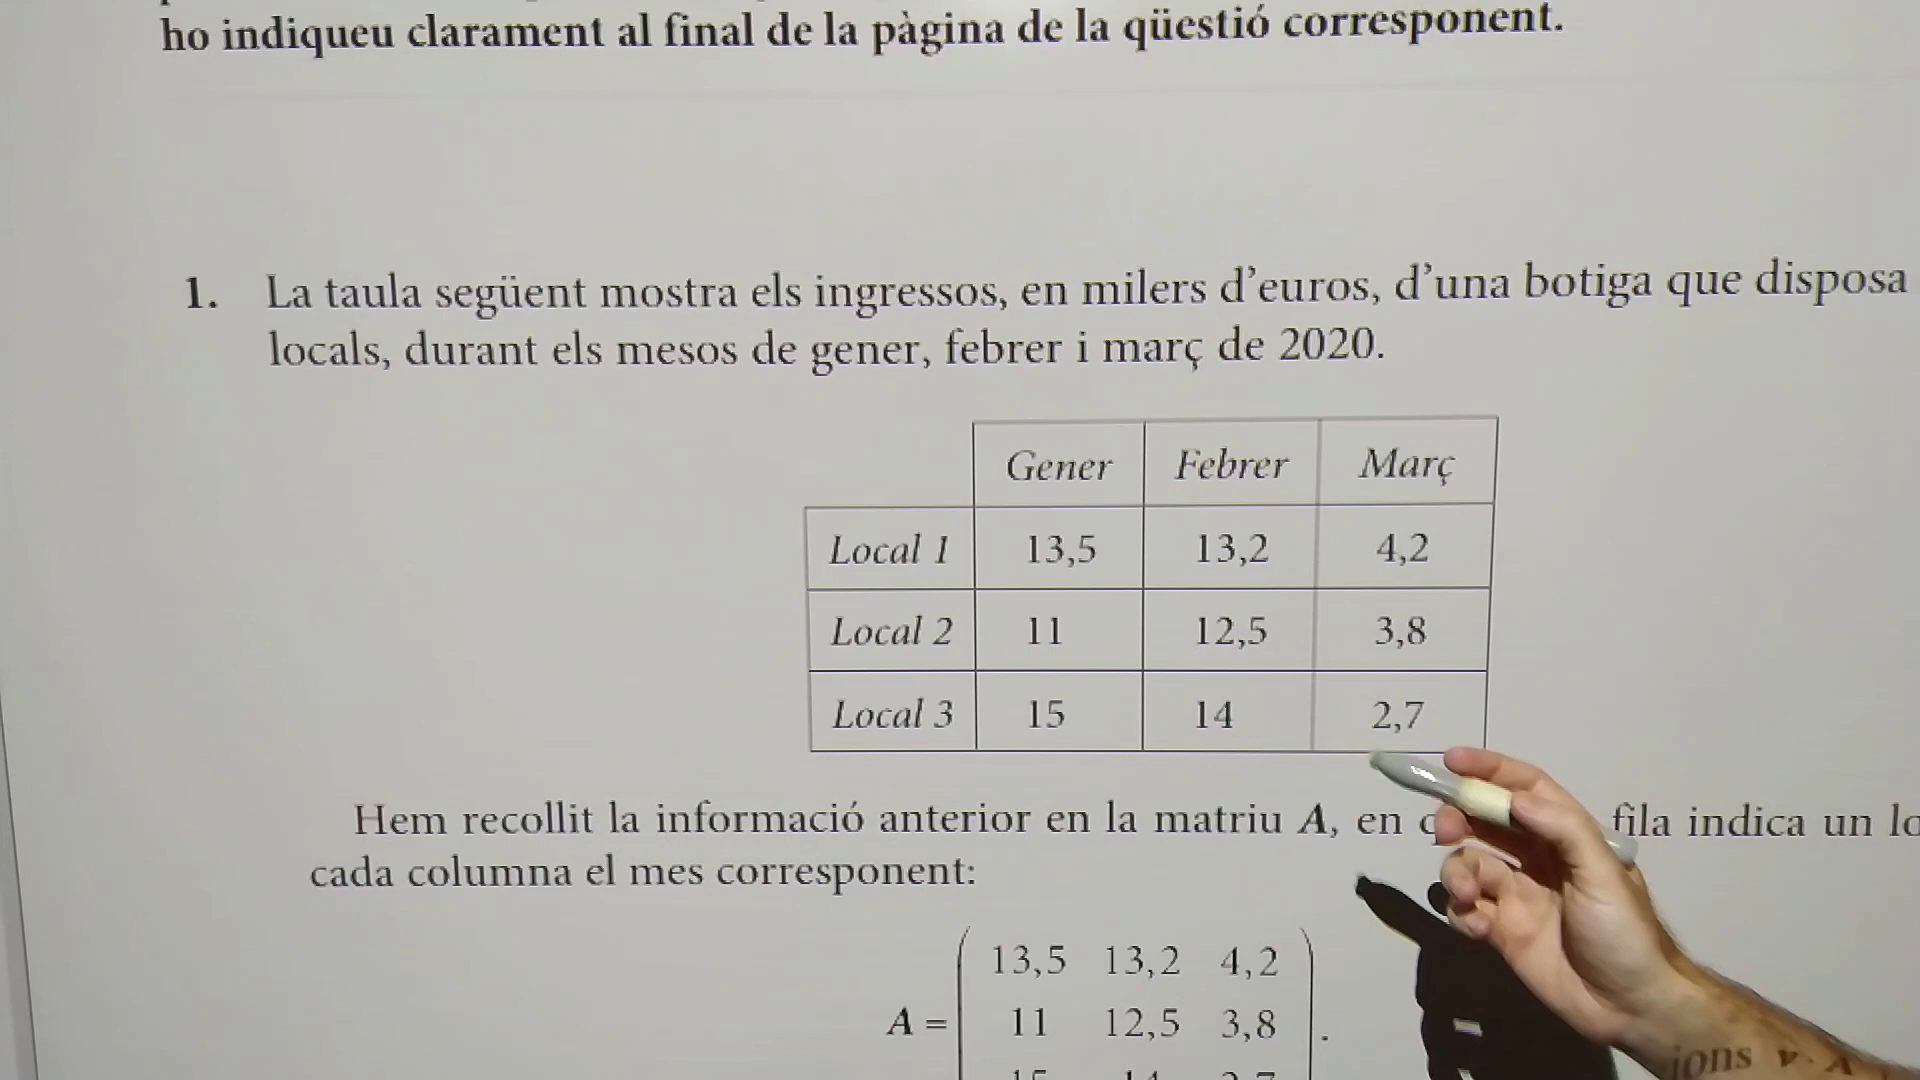 ho indiqueu clarament al final de la pàgina de la qüestió corresponent.
1. La taula següent mostra els ingressos, en milers d’euros, d’una botiga que disposa
locals, durant els mesos de gener, febrer i març de 2020.
Gener Febrer Març
Local 1 13,5 13,2 4,2
Local 2 11 12,5 3,8
Local 3 15 14 2,7
Hem recollit la informació anterior en la matriu A, en fila indica un
cada columna el mes corresponent:
13,5 13,2 4,2
A = 11 12,5 3,8 .